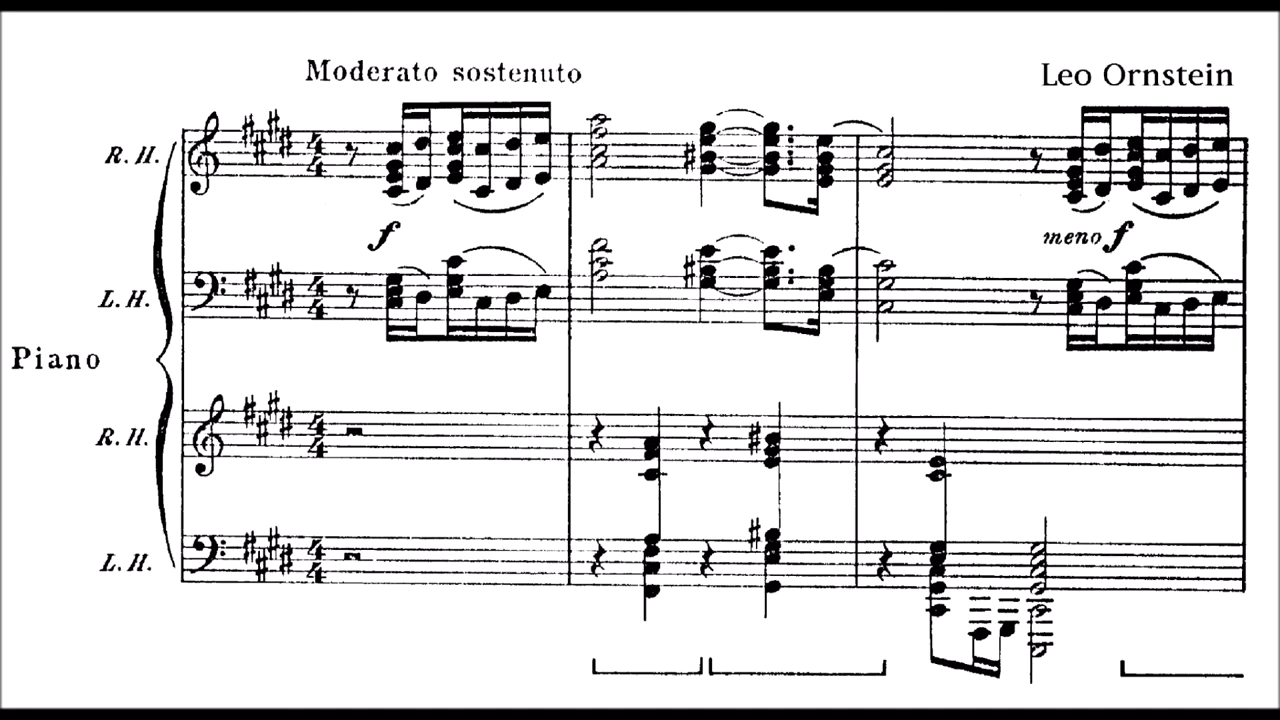 Moderato sostenuto
Leo Ornstein
R. H.
f
meno f
L. H.
Piano
R. H.
L. H.